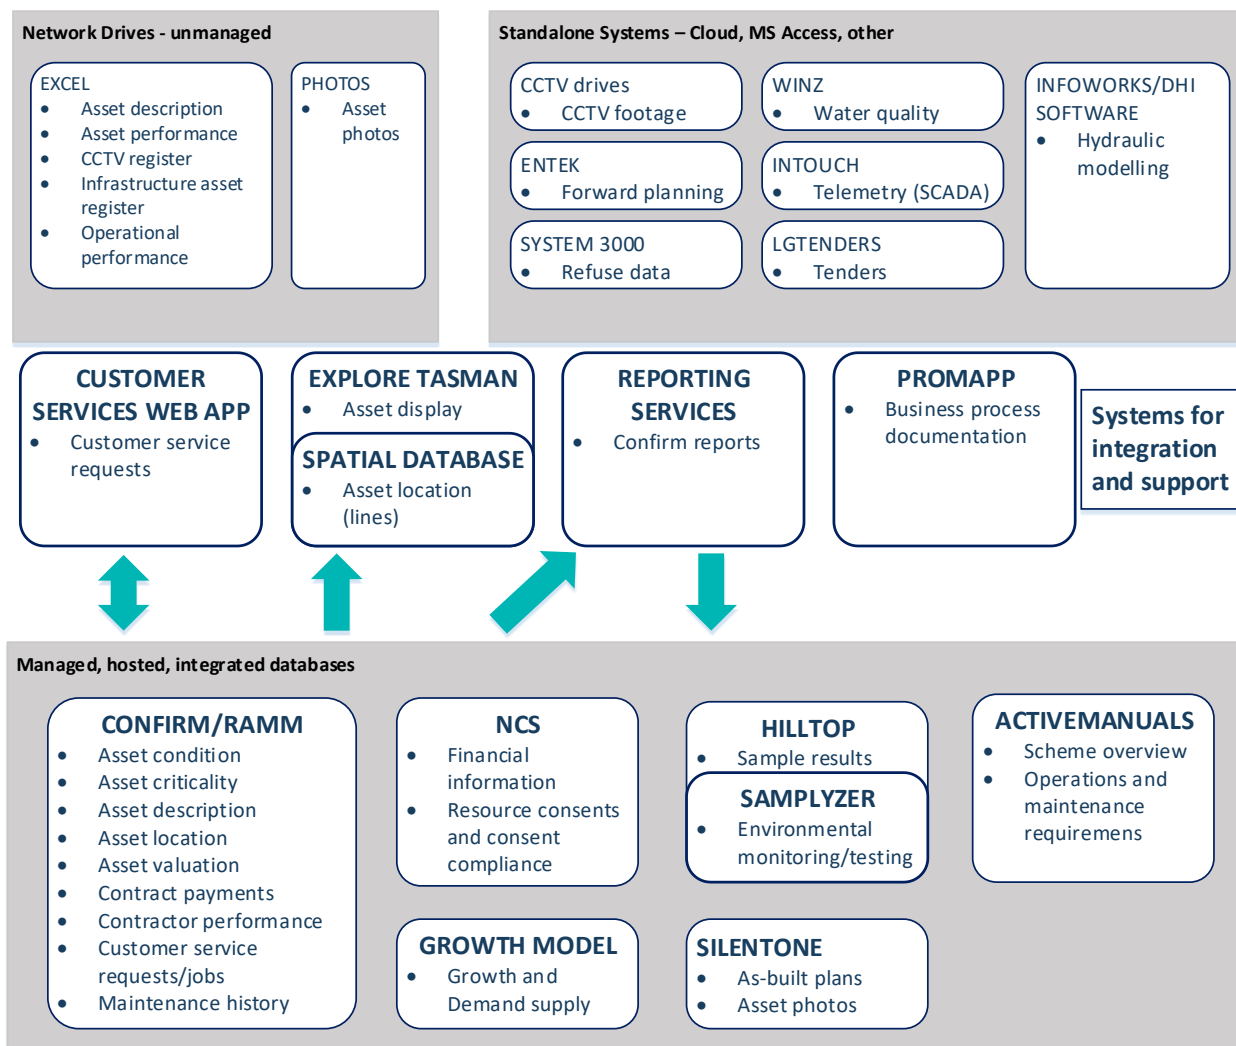 Network Drives - unmanaged
EXCEL
• Asset description
• Asset performance
• CCTV register
• Infrastructure asset
register
• Operational
performance
PHOTOS
• Asset
photos
Standalone Systems – Cloud, MS Access, other
CCTV drives
• CCTV footage
WINZ
• Water quality
INFOWORKS/DHI
SOFTWARE
• Hydraulic
modelling
ENTEK
• Forward planning
INTOUCH
• Telemetry (SCADA)
SYSTEM 3000
• Refuse data
LGTENDERS
• Tenders
CUSTOMER
SERVICES WEB APP
• Customer service
requests
EXPLORE TASMAN
• Asset display
SPATIAL DATABASE
• Asset location
(lines)
REPORTING
SERVICES
• Confirm reports
PROMAPP
• Business process
documentation
Systems for
integration
and support
Managed, hosted, integrated databases
CONFIRM/RAMM
• Asset condition
• Asset criticality
• Asset description
• Asset location
• Asset valuation
• Contract payments
• Contractor performance
• Customer service
requests/jobs
• Maintenance history
NCS
• Financial
information
• Resource consents
and consent
compliance
HILLTOP
• Sample results
SAMPLYZER
• Environmental
monitoring/testing
ACTIVEMANUALS
• Scheme overview
• Operations and
maintenance
requiremens
GROWTH MODEL
• Growth and
Demand supply
SILENTONE
• As-built plans
• Asset photos